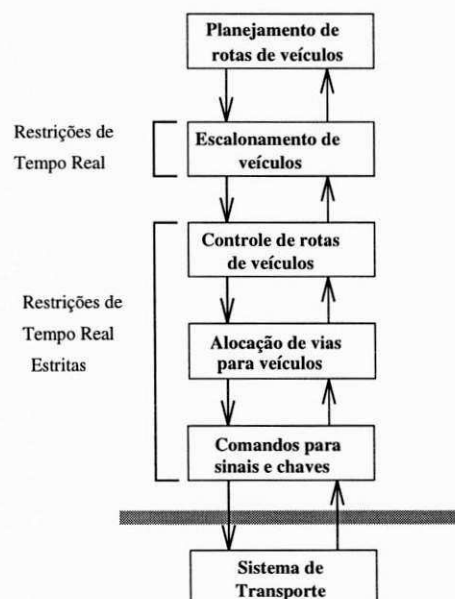 Planejamento de
rotas de veículos
Restrições de
Tempo Real
Escalonamento de
veículos
Controle de rotas
de veículos
Restrições de
Tempo Real
Estritas
Alocação de vias
para veículos
Comandos para
sinais e chaves
Sistema de
Transporte